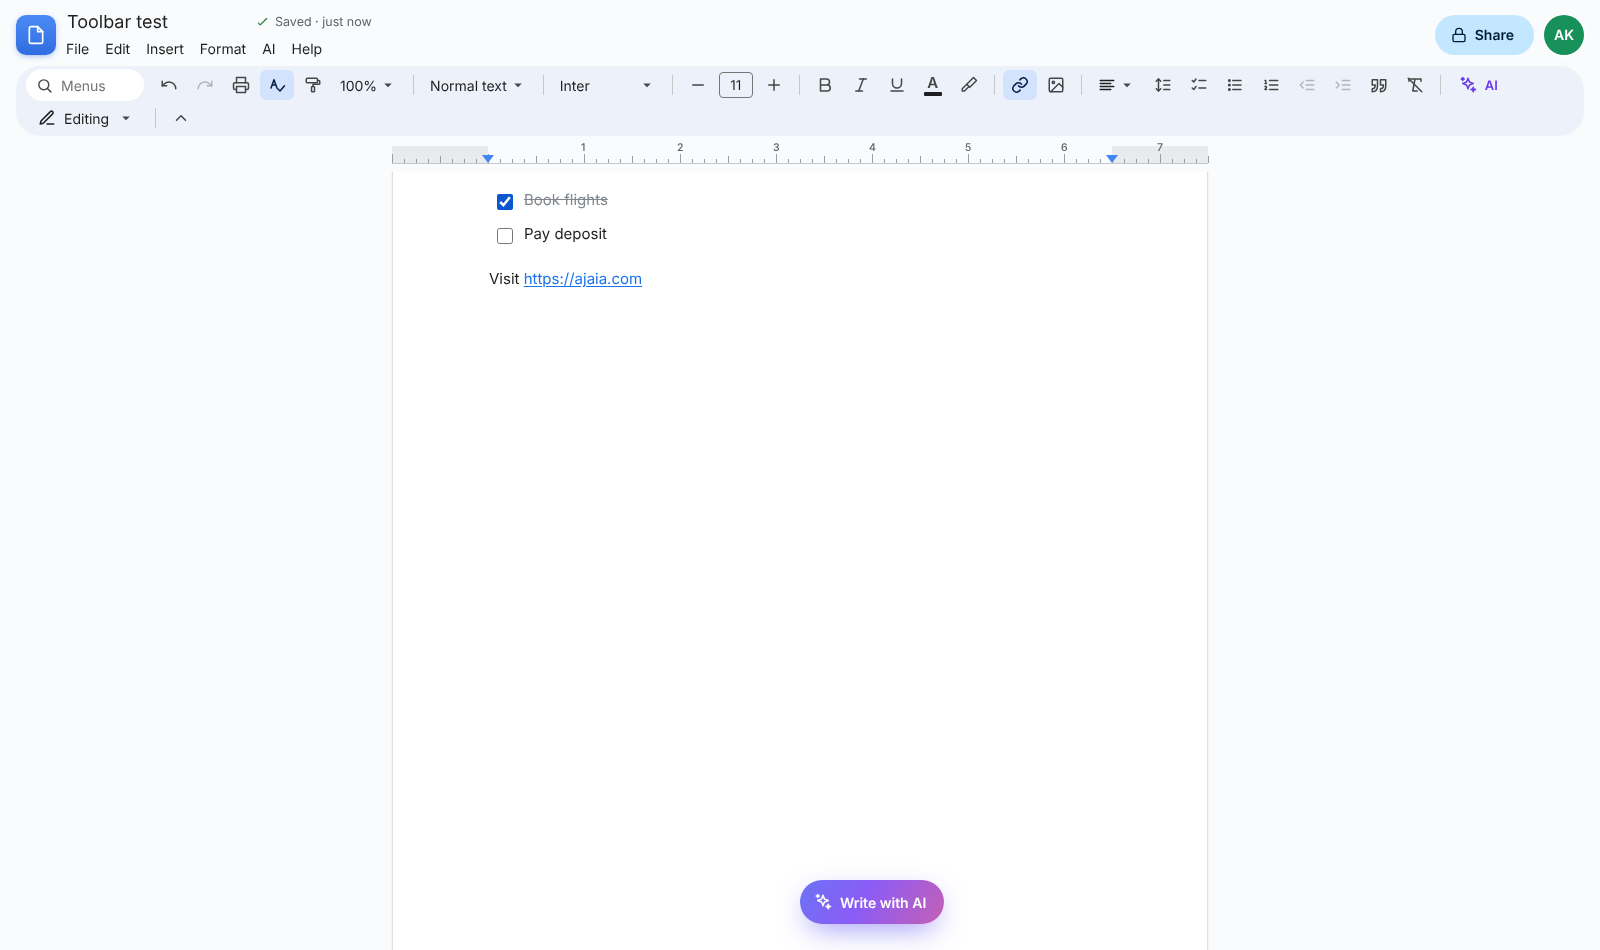 Toolbar test
Saved · just now
File Edit Insert Format AI Help
Share
AK
Menus 100% Normal text Inter 11 A AI
Editing
1 2 3 4 5 6 7
Book flights
Pay deposit
Visit https://ajaia.com
Write with AI